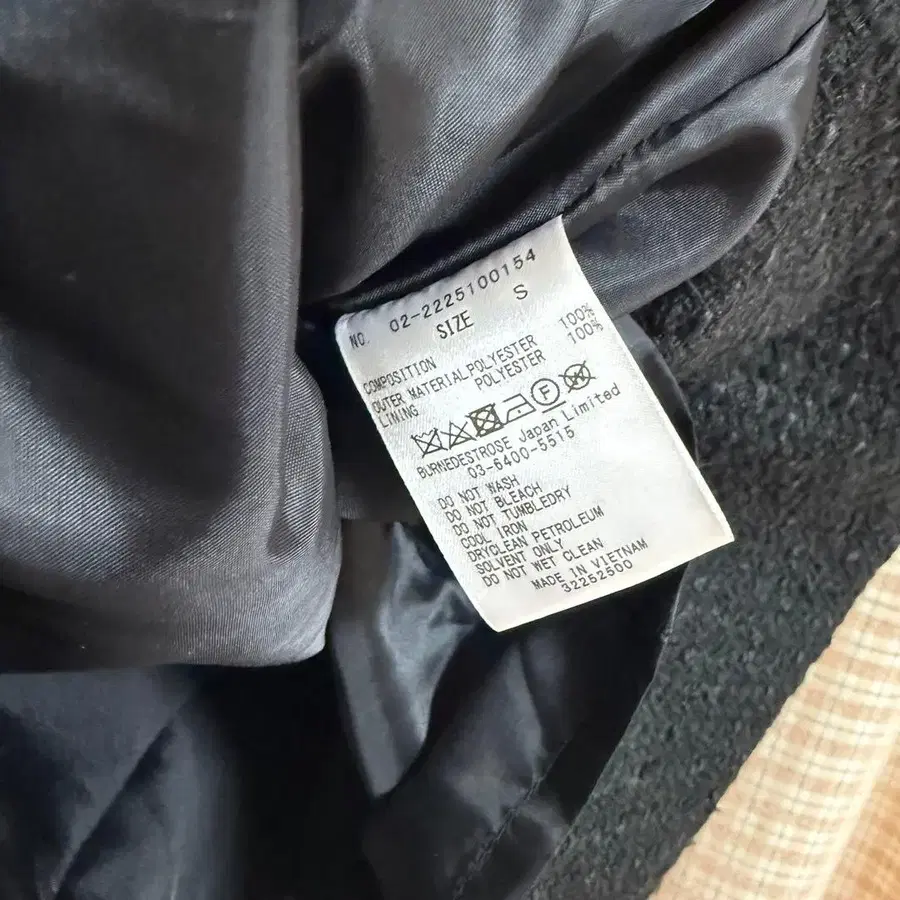 NO. 02-2225100154
SIZE S
COMPOSITION
OUTER MATERIAL POLYESTER 100%
LINING POLYESTER 100%
BURNEDESTROSE Japan Limited
03-6400-5515
DO NOT WASH
DO NOT BLEACH
DO NOT TUMBLEDRY
COOL IRON
DRYCLEAN PETROLEUM
SOLVENT ONLY
DO NOT WET CLEAN
MADE IN VIETNAM
32252500